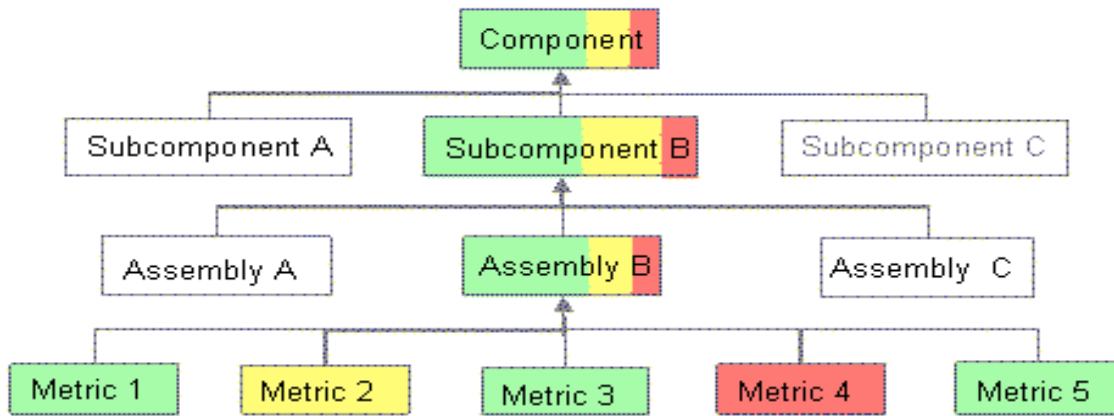 Component
Subcomponent A
Subcomponent B
Subcomponent C
Assembly A
Assembly B
Assembly C
Metric 1
Metric 2
Metric 3
Metric 4
Metric 5